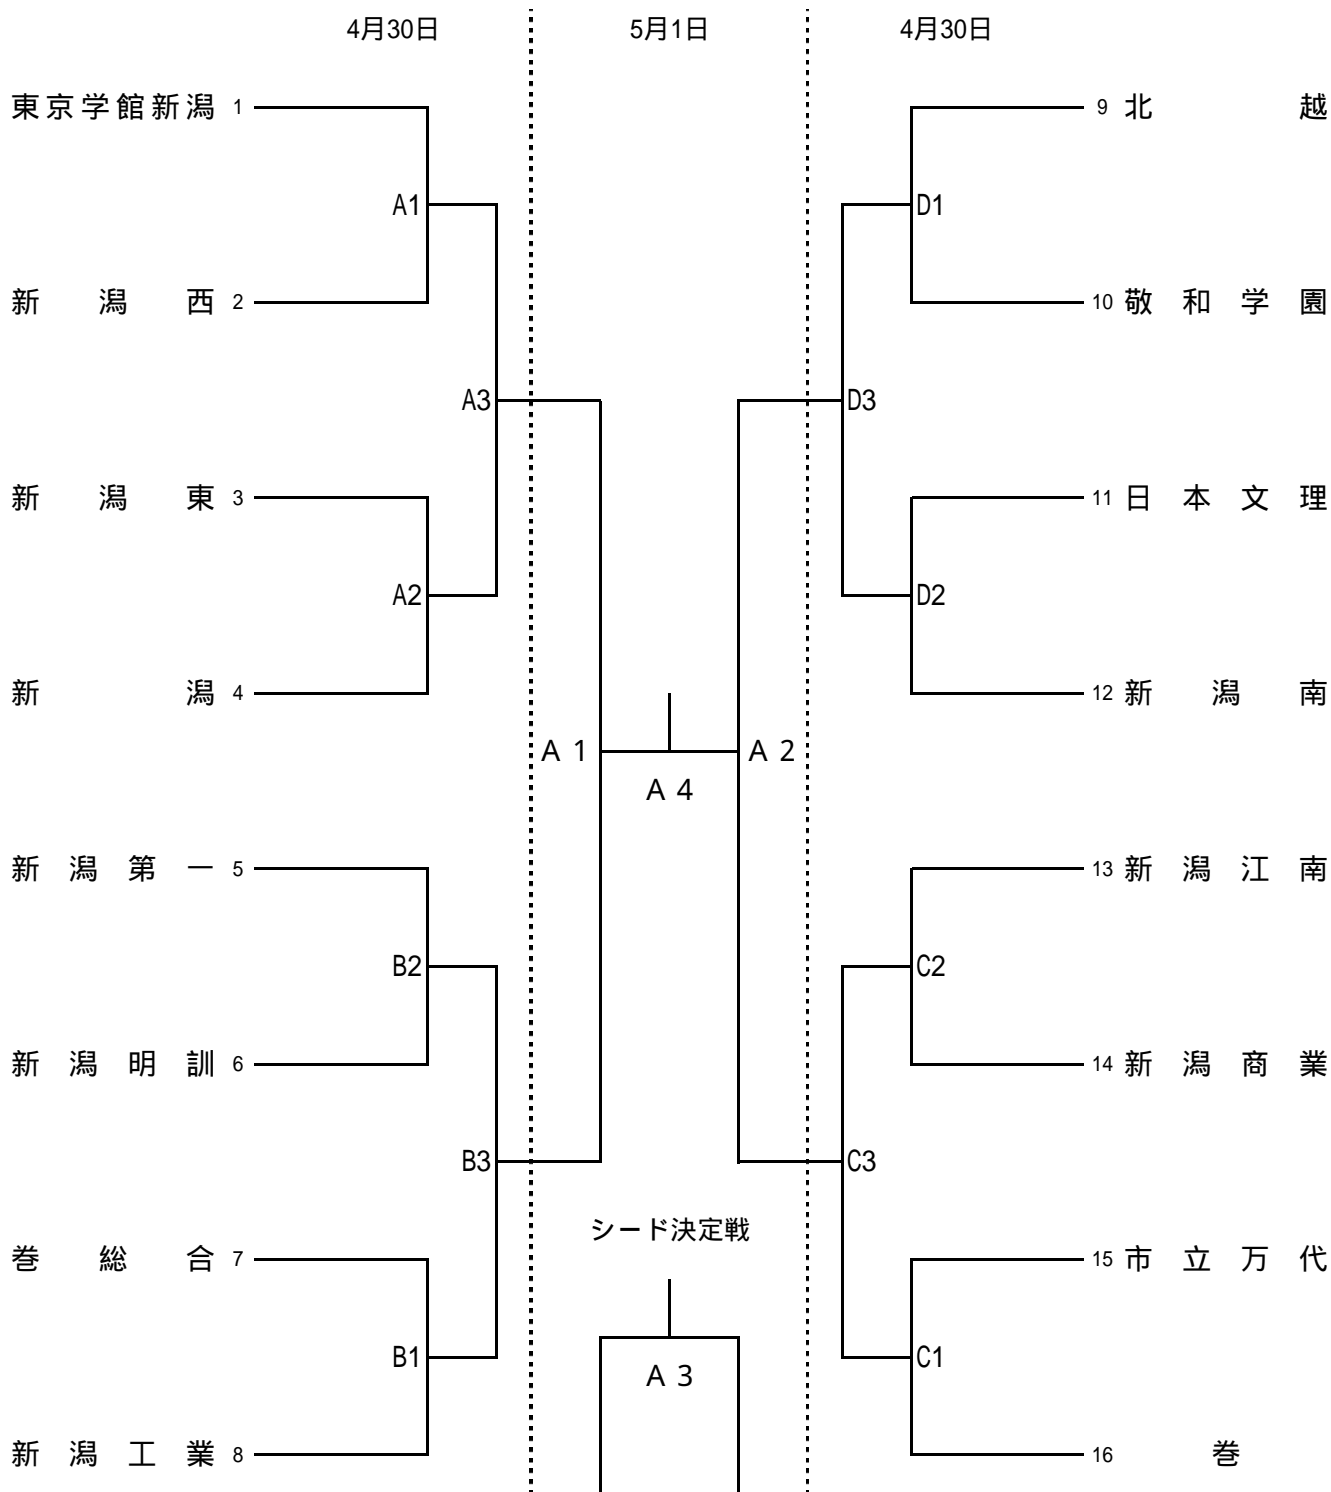 4月30日 5月1日 4月30日
東京学館新潟 1 9 北越
A1 D1
新潟西 2 10 敬和学園
A3 D3
新潟東 3 11 日本文理
A2 D2
新潟 4 12 新潟南
A1 A2
A4
新潟第一 5 13 新潟江南
B2 C2
新潟明訓 6 14 新潟商業
B3 C3
シード決定戦
巻総合 7 15 市立万代
B1 C1
A3
新潟工業 8 16 巻